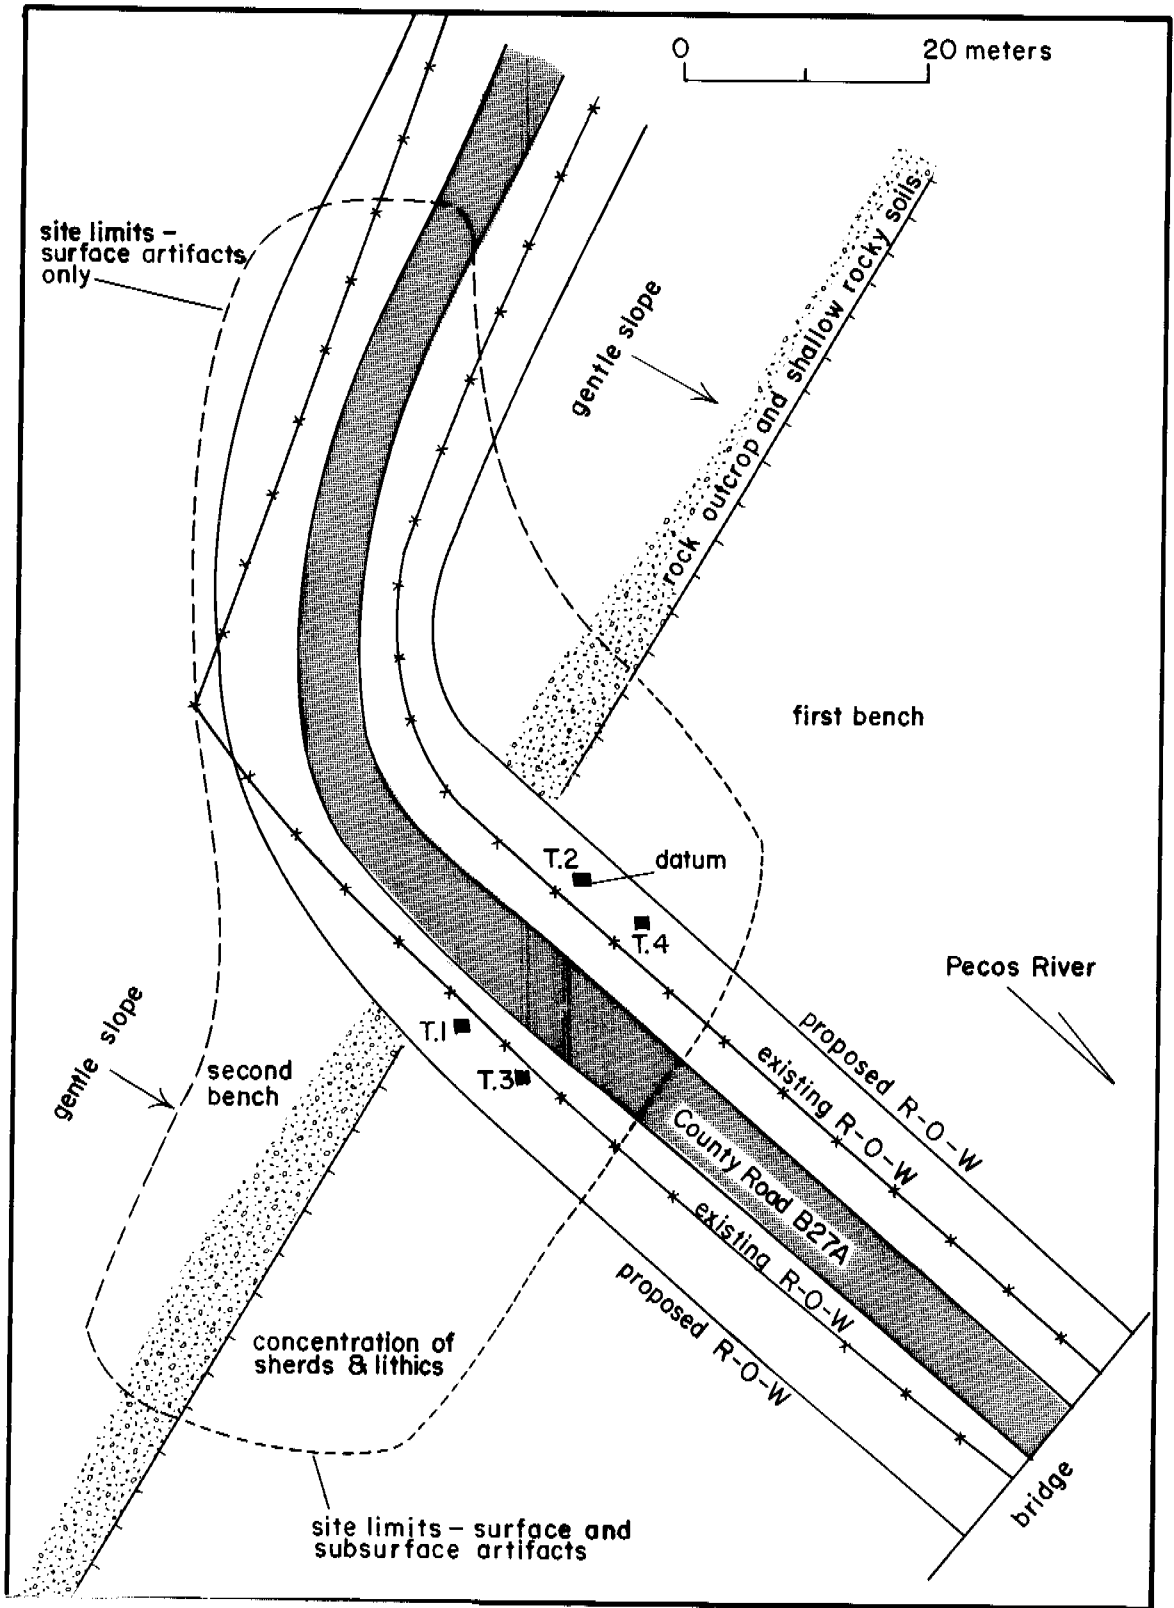 0 20 meters
site limits –
surface artifacts
only
gentle slope
rock outcrop and shallow rocky soils
first bench
T.2
datum
T.4
Pecos River
T.1
T.3
gentle slope
second
bench
proposed R-O-W
existing R-O-W
County Road B27A
existing R-O-W
proposed R-O-W
concentration of
sherds & lithics
bridge
site limits – surface and
subsurface artifacts